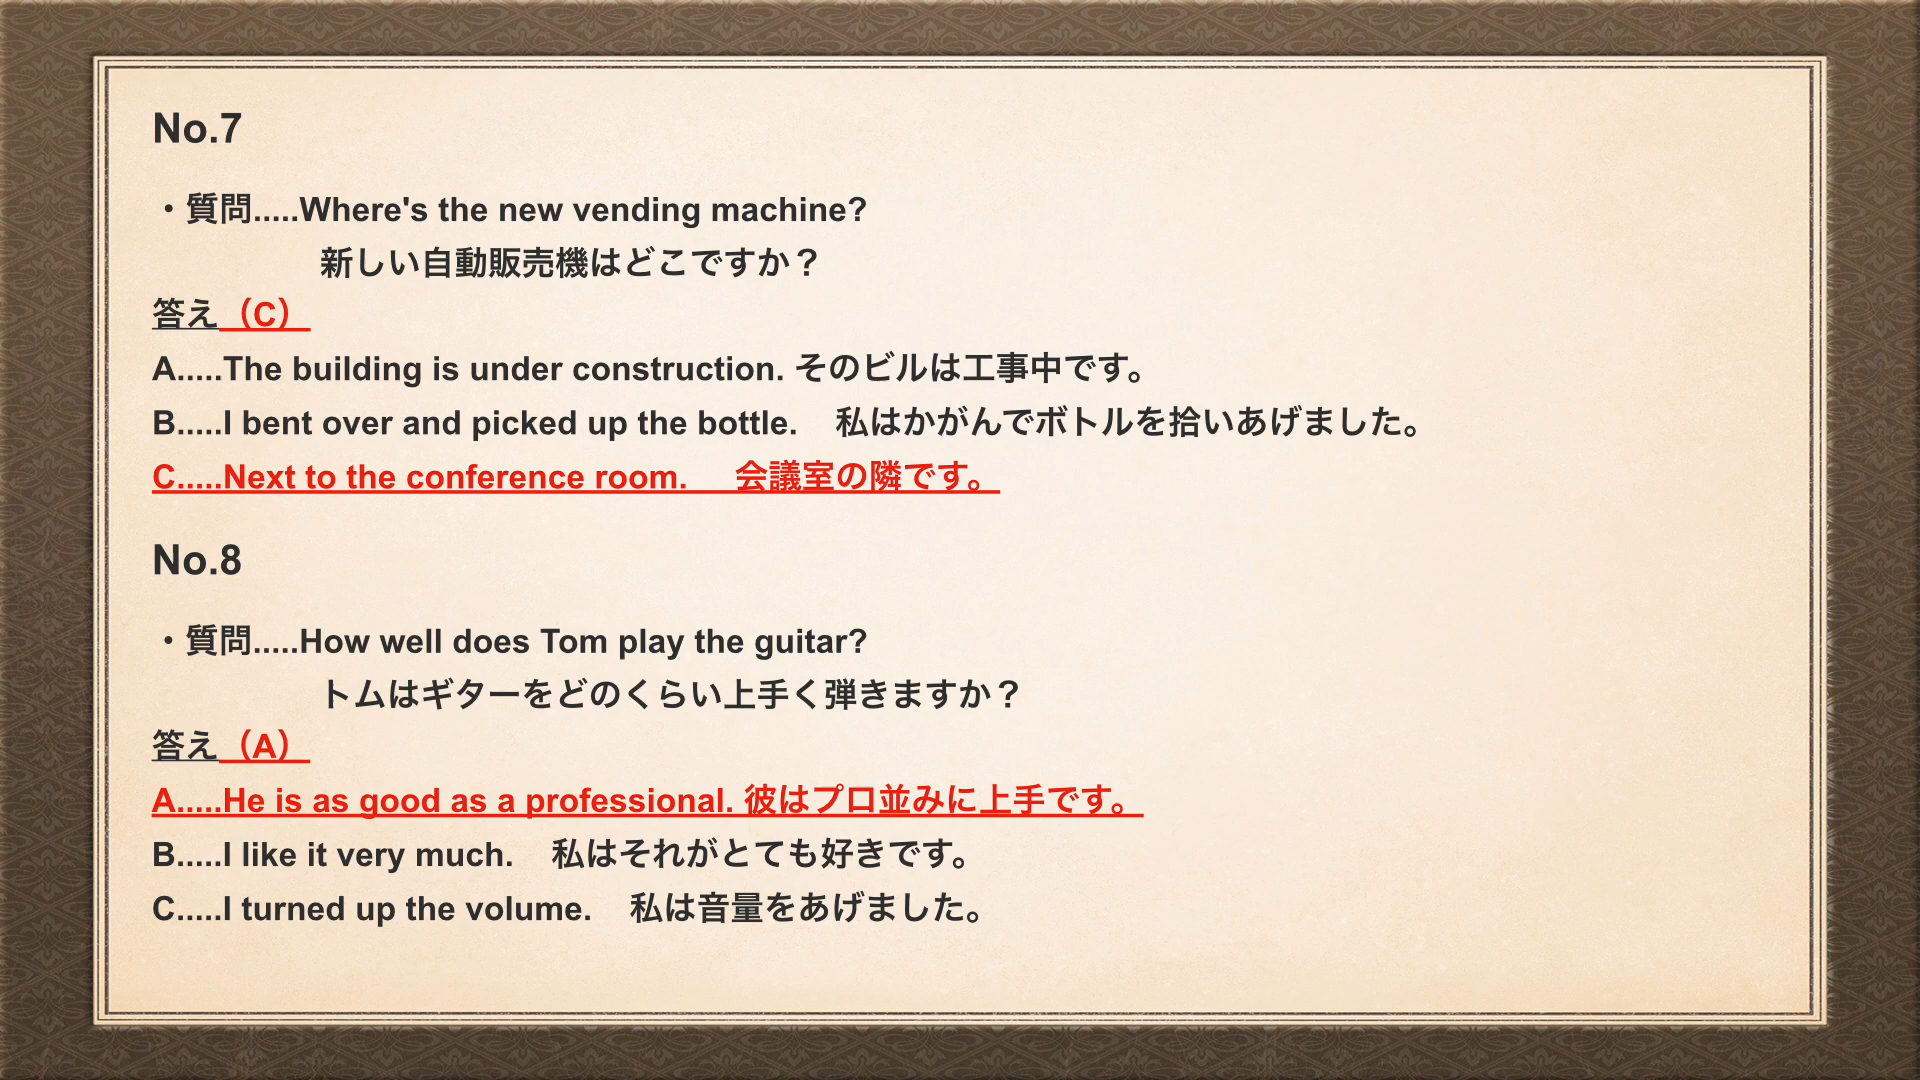 No.7
・質問.....Where's the new vending machine?
新しい自動販売機はどこですか？
答え（C）
A.....The building is under construction. そのビルは工事中です。
B.....I bent over and picked up the bottle.　私はかがんでボトルを拾いあげました。
C.....Next to the conference room.　 会議室の隣です。
No.8
・質問.....How well does Tom play the guitar?
トムはギターをどのくらい上手く弾きますか？
答え（A）
A.....He is as good as a professional. 彼はプロ並みに上手です。
B.....I like it very much.　私はそれがとても好きです。
C.....I turned up the volume.　私は音量をあげました。